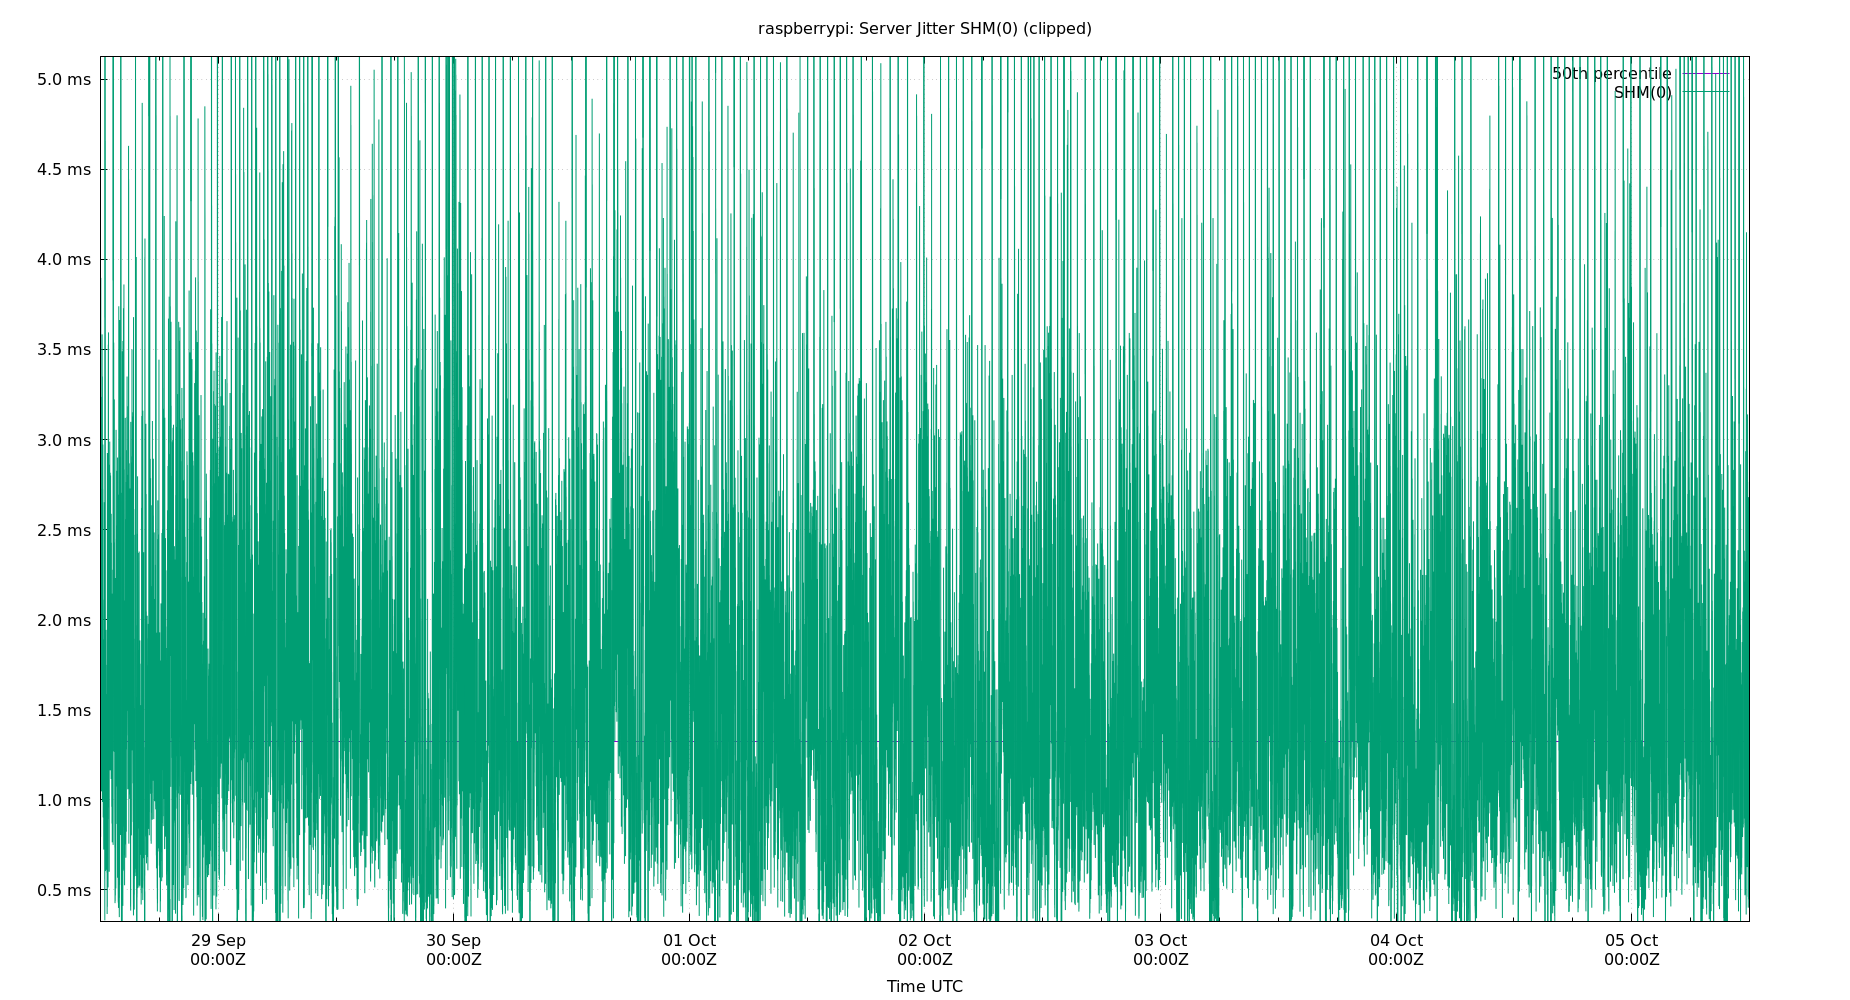 raspberrypi: Server Jitter SHM(0) (clipped)
5.0 ms
4.5 ms
4.0 ms
3.5 ms
3.0 ms
2.5 ms
2.0 ms
1.5 ms
1.0 ms
0.5 ms
50th percentile
SHM(0)
29 Sep
00:00Z
30 Sep
00:00Z
01 Oct
00:00Z
02 Oct
00:00Z
03 Oct
00:00Z
04 Oct
00:00Z
05 Oct
00:00Z
Time UTC